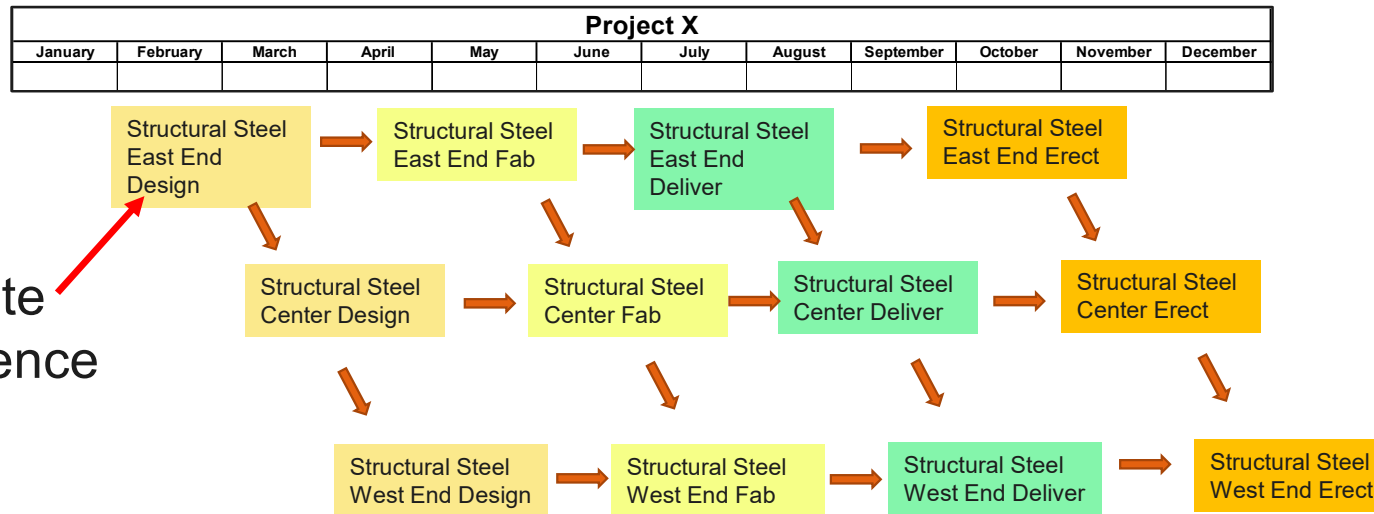 Project X
January February March April May June July August September October November December
Structural Steel
East End
Design
Structural Steel
East End Fab
Structural Steel
East End
Deliver
Structural Steel
East End Erect
Structural Steel
Center Design
Structural Steel
Center Fab
Structural Steel
Center Deliver
Structural Steel
Center Erect
Structural Steel
West End Design
Structural Steel
West End Fab
Structural Steel
West End Deliver
Structural Steel
West End Erect